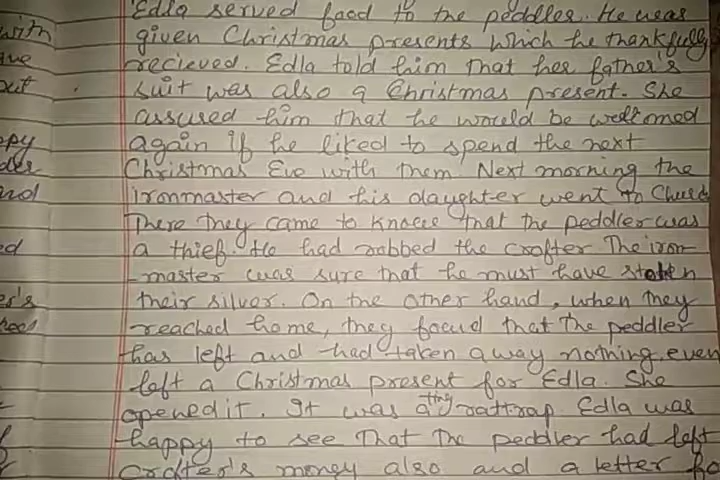 Edla served food to the peddler. He was
with given Christmas presents which he thankfully
recieved. Edla told him that her father's
out suit was also a Christmas present. She
assured him that he would be wellomed
again if he liked to spend the next
Christmas Eve with them. Next morning the
ironmaster and his daughter went to Church
There they came to know that the peddler was
a thief. He had robbed the crofter The iron-
-master was sure that he must have stolen
er's their silver. On the other hand, when they
reached home, they found that the peddler
has left and had taken away nothing, even
left a Christmas present for Edla. She
opened it. It was a tiny rattrap. Edla was
happy to see that the peddler had left
crofter's money also and a letter fo